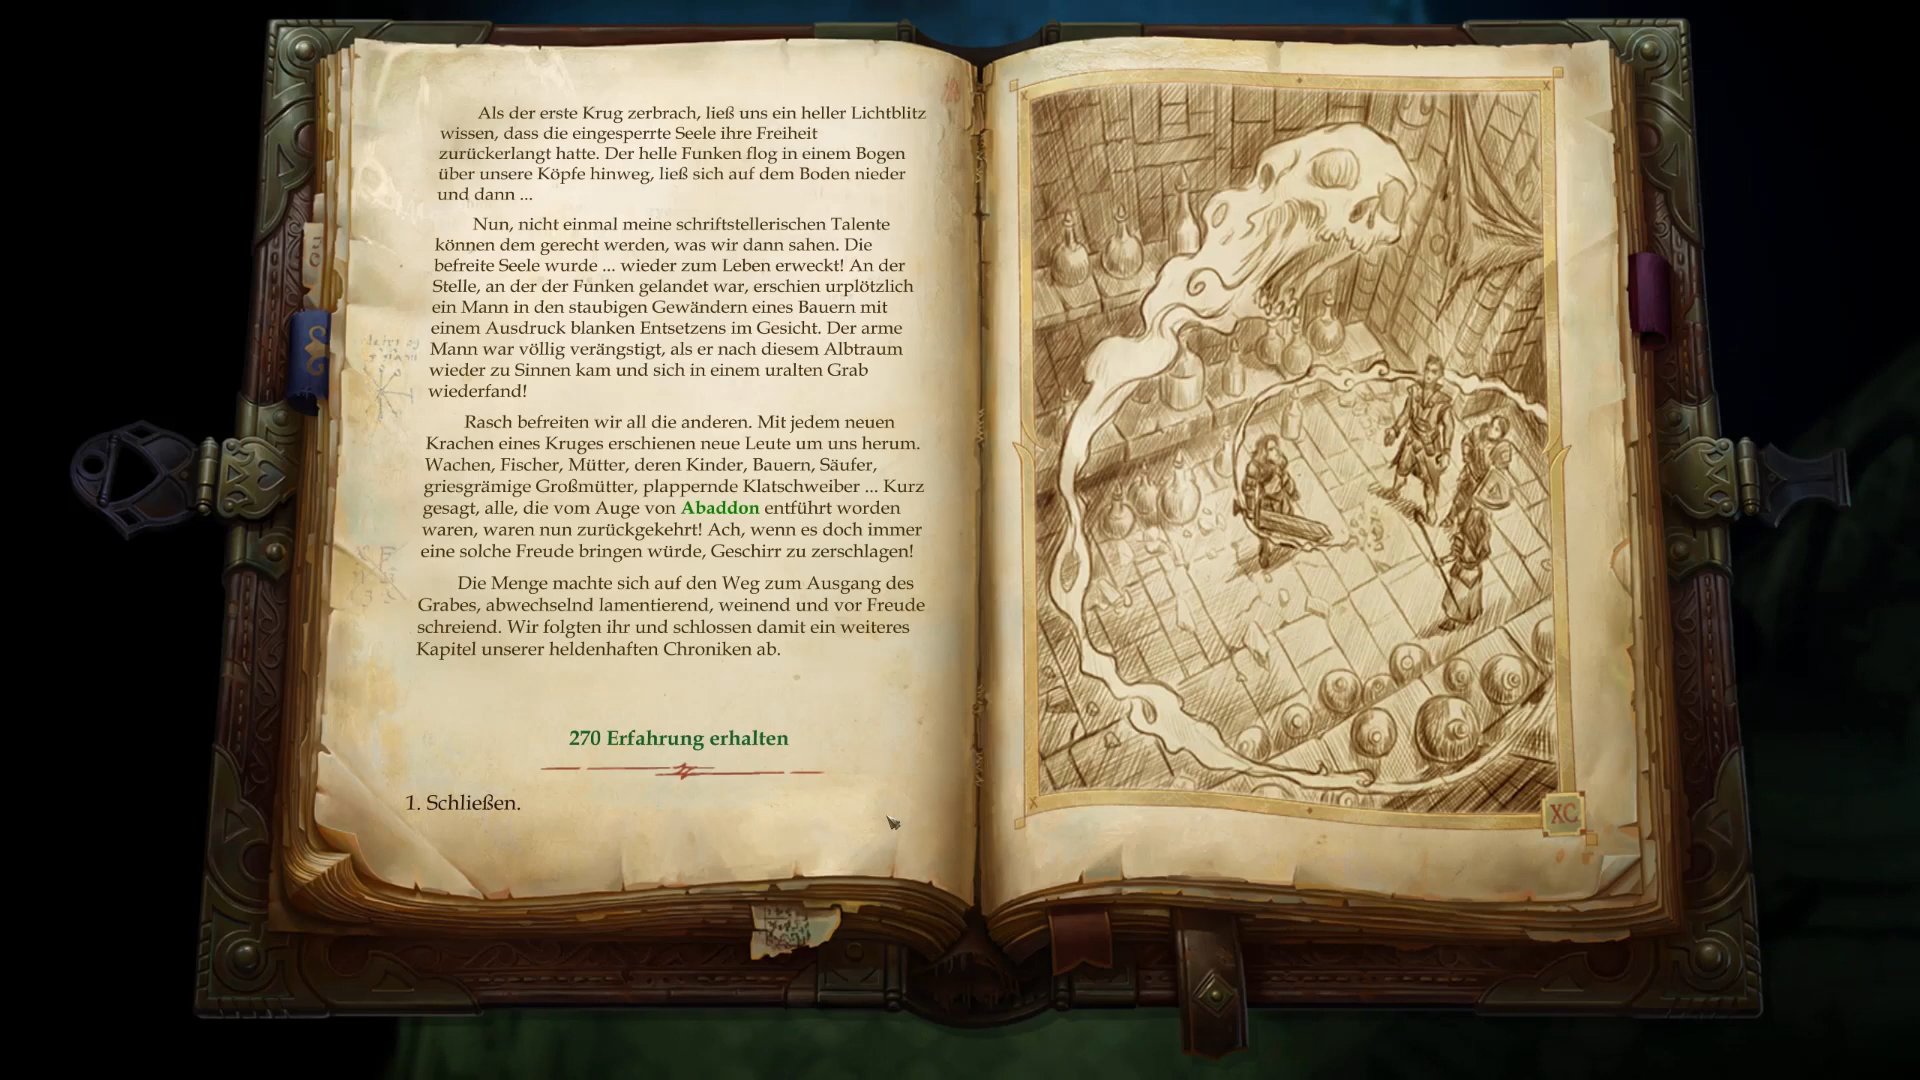 Als der erste Krug zerbrach, ließ uns ein heller Lichtblitz
wissen, dass die eingesperrte Seele ihre Freiheit
zurückerlangt hatte. Der helle Funken flog in einem Bogen
über unsere Köpfe hinweg, ließ sich auf dem Boden nieder
und dann ...
Nun, nicht einmal meine schriftstellerischen Talente
können dem gerecht werden, was wir dann sahen. Die
befreite Seele wurde ... wieder zum Leben erweckt! An der
Stelle, an der der Funken gelandet war, erschien urplötzlich
ein Mann in den staubigen Gewändern eines Bauern mit
einem Ausdruck blanken Entsetzens im Gesicht. Der arme
Mann war völlig verängstigt, als er nach diesem Albtraum
wieder zu Sinnen kam und sich in einem uralten Grab
wiederfand!
Rasch befreiten wir all die anderen. Mit jedem neuen
Krachen eines Kruges erschienen neue Leute um uns herum.
Wachen, Fischer, Mütter, deren Kinder, Bauern, Säufer,
griesgrämige Großmütter, plappernde Klatschweiber ... Kurz
gesagt, alle, die vom Auge von Abaddon entführt worden
waren, waren nun zurückgekehrt! Ach, wenn es doch immer
eine solche Freude bringen würde, Geschirr zu zerschlagen!
Die Menge machte sich auf den Weg zum Ausgang des
Grabes, abwechselnd lamentierend, weinend und vor Freude
schreiend. Wir folgten ihr und schlossen damit ein weiteres
Kapitel unserer heldenhaften Chroniken ab.
270 Erfahrung erhalten
1. Schließen.
XC